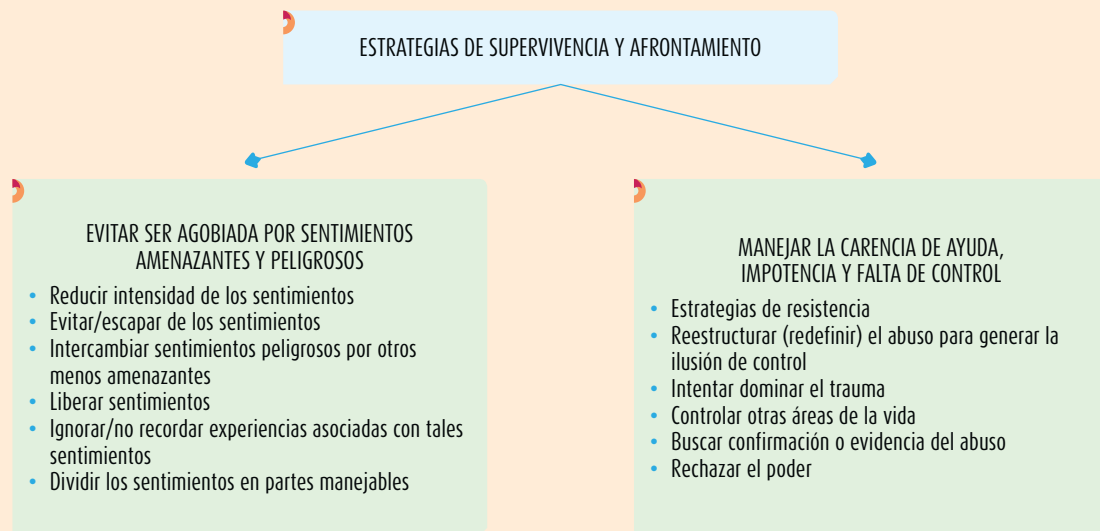 ESTRATEGIAS DE SUPERVIVENCIA Y AFRONTAMIENTO
EVITAR SER AGOBIADA POR SENTIMIENTOS
AMENAZANTES Y PELIGROSOS
• Reducir intensidad de los sentimientos
• Evitar/escapar de los sentimientos
• Intercambiar sentimientos peligrosos por otros
menos amenazantes
• Liberar sentimientos
• Ignorar/no recordar experiencias asociadas con tales
sentimientos
• Dividir los sentimientos en partes manejables
MANEJAR LA CARENCIA DE AYUDA,
IMPOTENCIA Y FALTA DE CONTROL
• Estrategias de resistencia
• Reestructurar (redefinir) el abuso para generar la
ilusión de control
• Intentar dominar el trauma
• Controlar otras áreas de la vida
• Buscar confirmación o evidencia del abuso
• Rechazar el poder